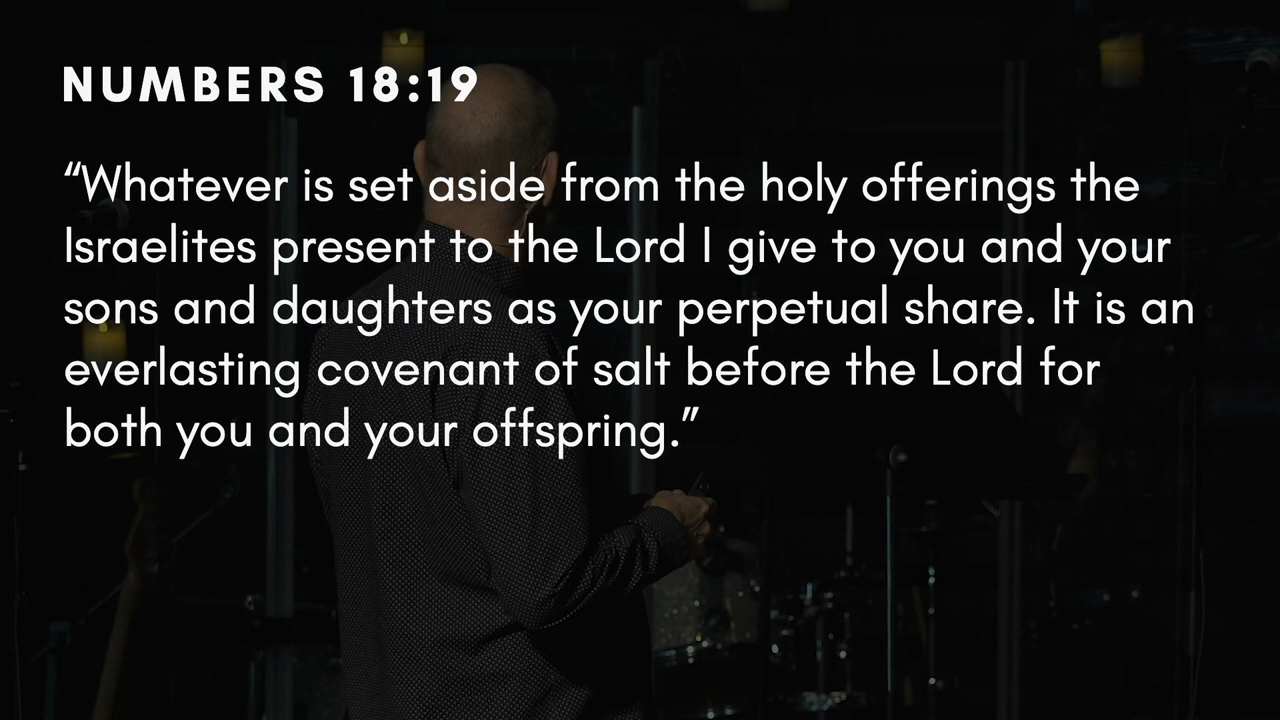 NUMBERS 18:19
“Whatever is set aside from the holy offerings the
Israelites present to the Lord I give to you and your
sons and daughters as your perpetual share. It is an
everlasting covenant of salt before the Lord for
both you and your offspring.”